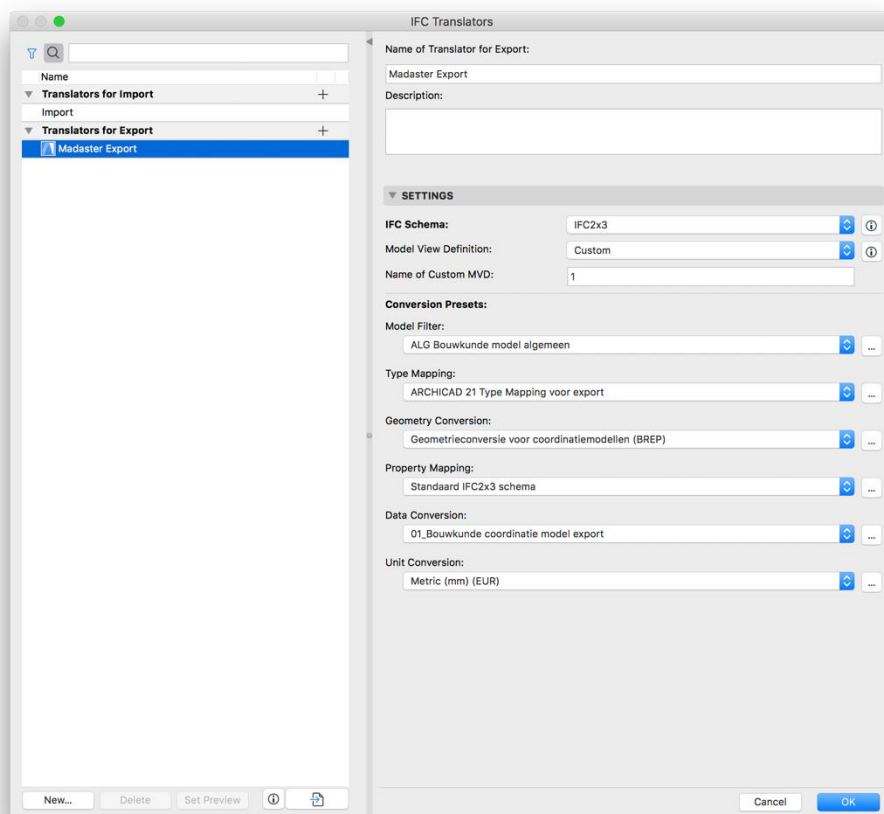 IFC Translators
Name
Translators for Import
Import
Translators for Export
Madaster Export
New...
Delete
Set Preview
Name of Translator for Export:
Madaster Export
Description:
SETTINGS
IFC Schema:
IFC2x3
Model View Definition:
Custom
Name of Custom MVD:
1
Conversion Presets:
Model Filter:
ALG Bouwkunde model algemeen
...
Type Mapping:
ARCHICAD 21 Type Mapping voor export
...
Geometry Conversion:
Geometrieconversie voor coordinatiemodellen (BREP)
...
Property Mapping:
Standaard IFC2x3 schema
...
Data Conversion:
01_Bouwkunde coordinatie model export
...
Unit Conversion:
Metric (mm) (EUR)
...
Cancel
OK